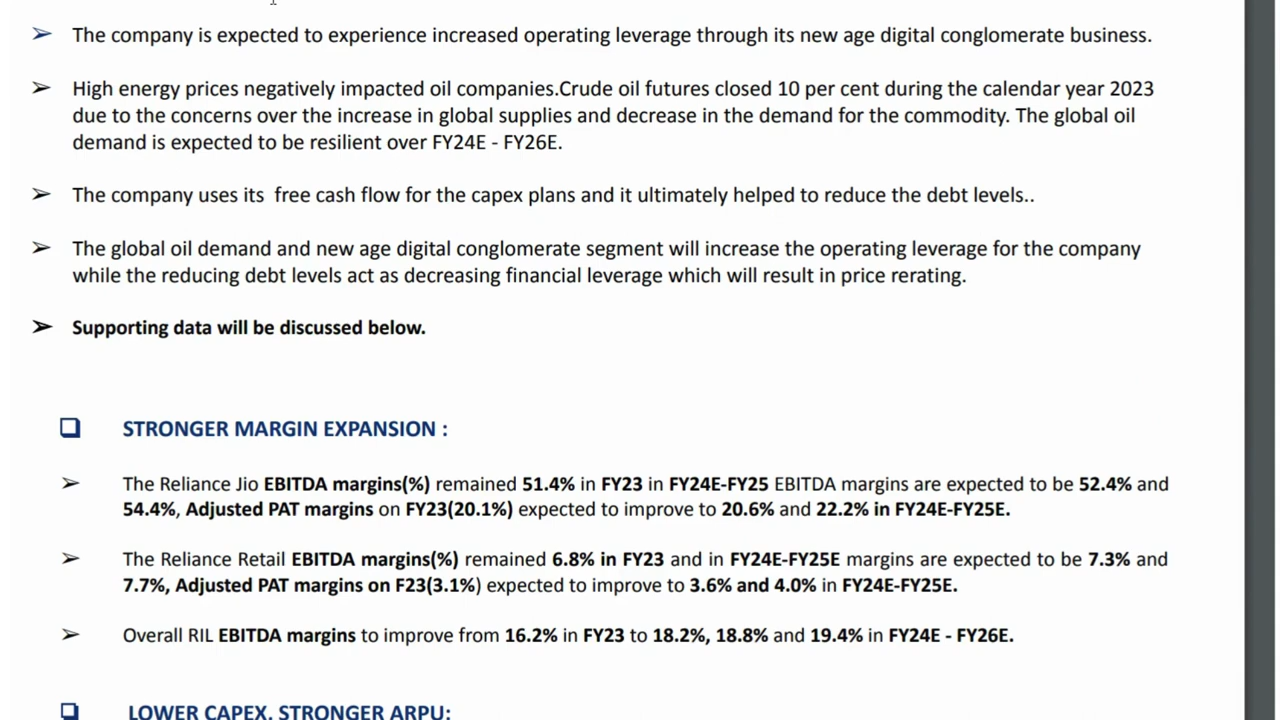 ➢ The company is expected to experience increased operating leverage through its new age digital conglomerate business.
➢ High energy prices negatively impacted oil companies.Crude oil futures closed 10 per cent during the calendar year 2023
due to the concerns over the increase in global supplies and decrease in the demand for the commodity. The global oil
demand is expected to be resilient over FY24E - FY26E.
➢ The company uses its  free cash flow for the capex plans and it ultimately helped to reduce the debt levels..
➢ The global oil demand and new age digital conglomerate segment will increase the operating leverage for the company
while the reducing debt levels act as decreasing financial leverage which will result in price rerating.
➢ Supporting data will be discussed below.
❑ STRONGER MARGIN EXPANSION :
➢ The Reliance Jio EBITDA margins(%) remained 51.4% in FY23 in FY24E-FY25 EBITDA margins are expected to be 52.4% and
54.4%, Adjusted PAT margins on FY23(20.1%) expected to improve to 20.6% and 22.2% in FY24E-FY25E.
➢ The Reliance Retail EBITDA margins(%) remained 6.8% in FY23 and in FY24E-FY25E margins are expected to be 7.3% and
7.7%, Adjusted PAT margins on F23(3.1%) expected to improve to 3.6% and 4.0% in FY24E-FY25E.
➢ Overall RIL EBITDA margins to improve from 16.2% in FY23 to 18.2%, 18.8% and 19.4% in FY24E - FY26E.
❑ LOWER CAPEX, STRONGER ARPU: